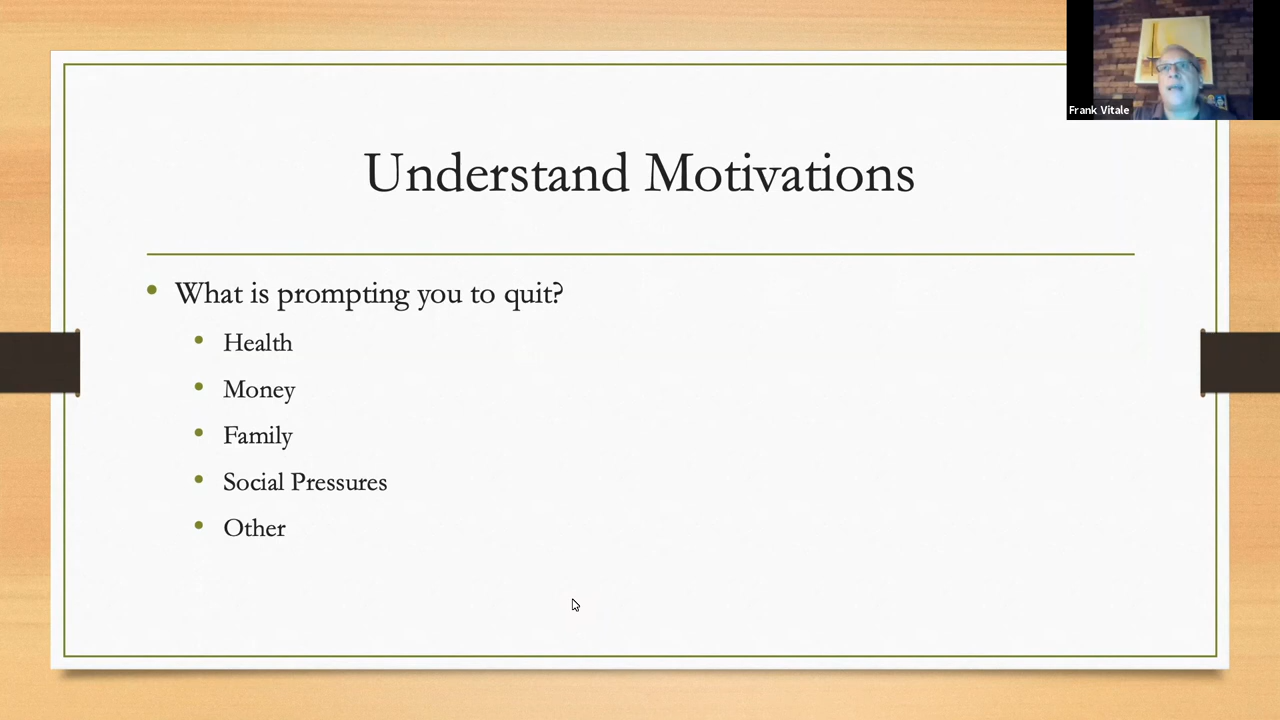 Understand Motivations
What is prompting you to quit?
Health
Money
Family
Social Pressures
Other
Frank Vitale